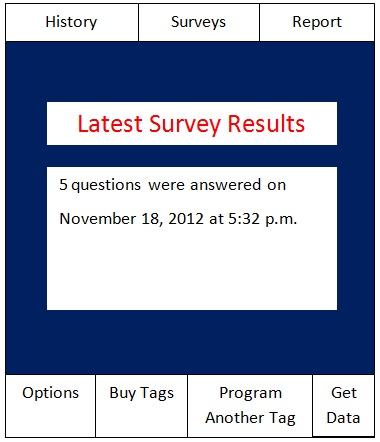 History Surveys Report
Latest Survey Results
5 questions were answered on
November 18, 2012 at 5:32 p.m.
Options Buy Tags Program Get
Another Tag Data